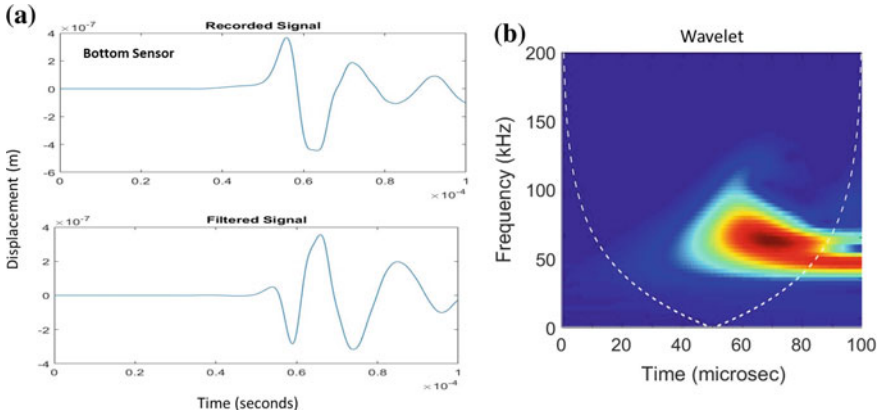 (a)
Recorded Signal
× 10⁻⁷
4
2
0
-2
-4
-6
Bottom Sensor
0 0.2 0.4 0.6 0.8 1
× 10⁻⁴
Displacement (m)
Filtered Signal
× 10⁻⁷
4
2
0
-2
-4
0 0.2 0.4 0.6 0.8 1
× 10⁻⁴
Time (seconds)
(b)
Wavelet
200
150
100
50
0
Frequency (kHz)
0 20 40 60 80 100
Time (microsec)